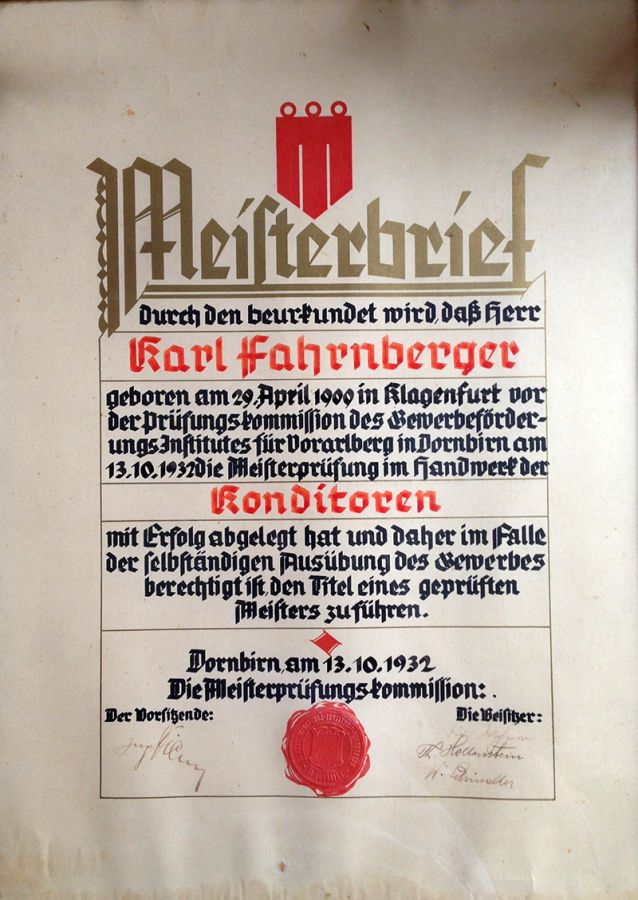 Meisterbrief
Durch den beurkundet wird, daß Herr
Karl Fahrnberger
geboren am 29. April 1909 in Klagenfurt vor
der Prüfungskommission des Gewerbeförder-
ungs Institutes für Vorarlberg in Dornbirn am
13.10.1932 die Meisterprüfung im Handwerk der
Konditoren
mit Erfolg abgelegt hat und daher im Falle
der selbständigen Ausübung des Gewerbes
berechtigt ist, den Titel eines geprüften
Meisters zu führen.
Dornbirn, am 13.10.1932
Die Meisterprüfungskommission:
Der Vorsitzende:
Die Beisitzer:
Th. Hollenstein